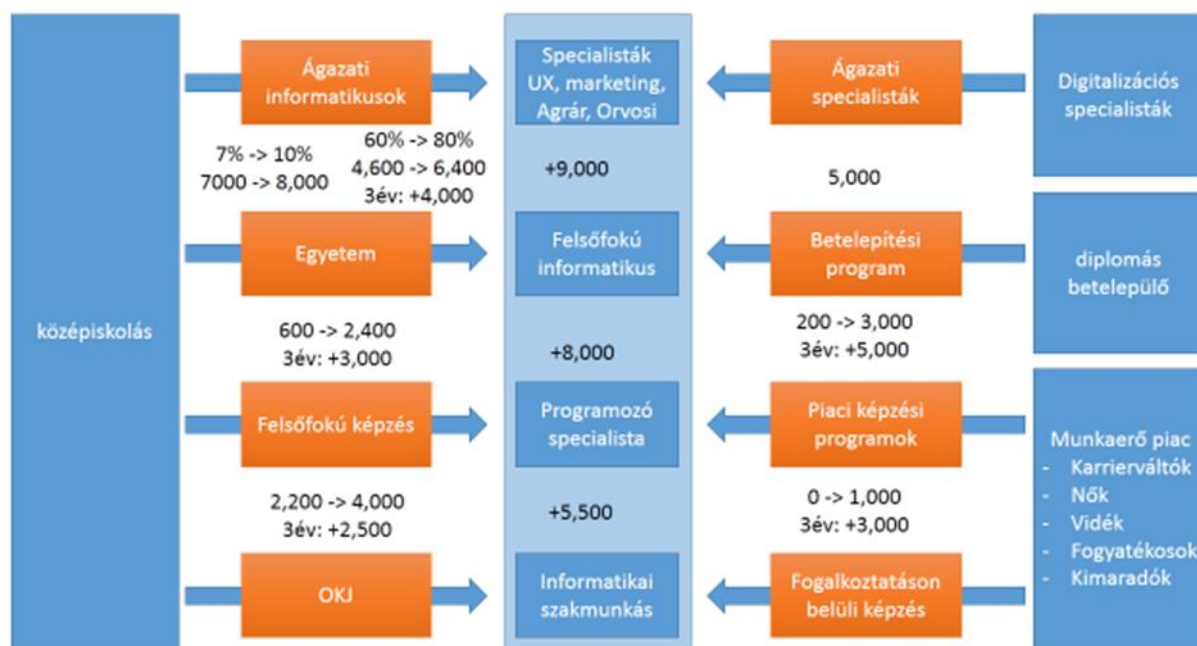 középiskolás
Ágazati
informatikusok
7% -> 10%
7000 -> 8,000
60% -> 80%
4,600 -> 6,400
3év: +4,000
Egyetem
600 -> 2,400
3év: +3,000
Felsőfokú képzés
2,200 -> 4,000
3év: +2,500
OKJ
Specialisták
UX, marketing,
Agrár, Orvosi
+9,000
Felsőfokú
informatikus
+8,000
Programozó
specialista
+5,500
Informatikai
szakmunkás
Ágazati
specialisták
5,000
Betelepítési
program
200 -> 3,000
3év: +5,000
Piaci képzési
programok
0 -> 1,000
3év: +3,000
Fogalkoztatáson
belüli képzés
Digitalizációs
specialisták
diplomás
betelepülő
Munkaerő piac
- Karrierváltók
- Nők
- Vidék
- Fogyatékosok
- Kimaradók